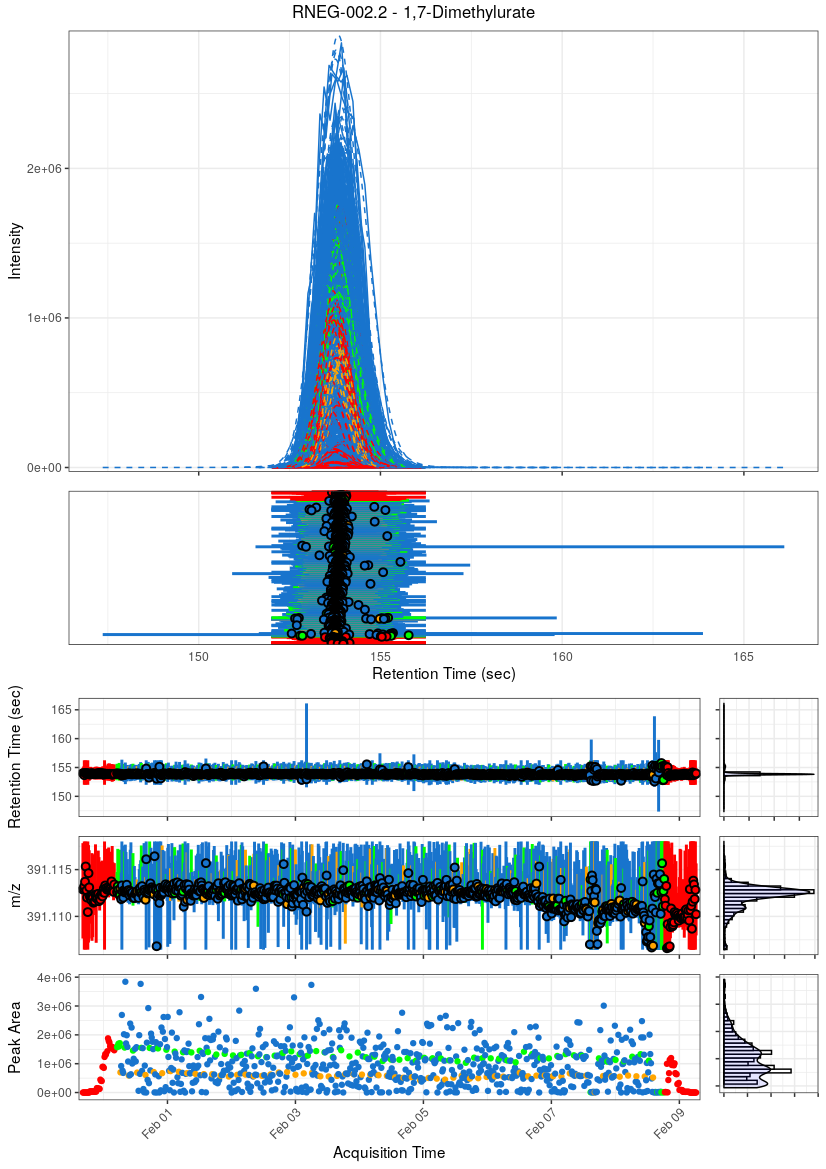 RNEG-002.2 - 1,7-Dimethylurate
Intensity
2e+06
1e+06
0e+00
150
155
160
165
Retention Time (sec)
Retention Time (sec)
165
160
155
150
m/z
391.115
391.110
Peak Area
4e+06
3e+06
2e+06
1e+06
0e+00
Feb 01
Feb 03
Feb 05
Feb 07
Feb 09
Acquisition Time